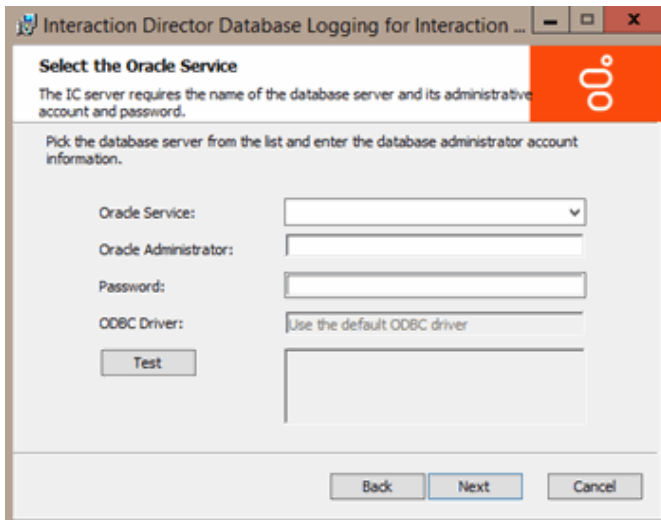 Interaction Director Database Logging for Interaction ...
Select the Oracle Service
The IC server requires the name of the database server and its administrative
account and password.
Pick the database server from the list and enter the database administrator account
information.
Oracle Service:
Oracle Administrator:
Password:
ODBC Driver:
Use the default ODBC driver
Test
Back
Next
Cancel